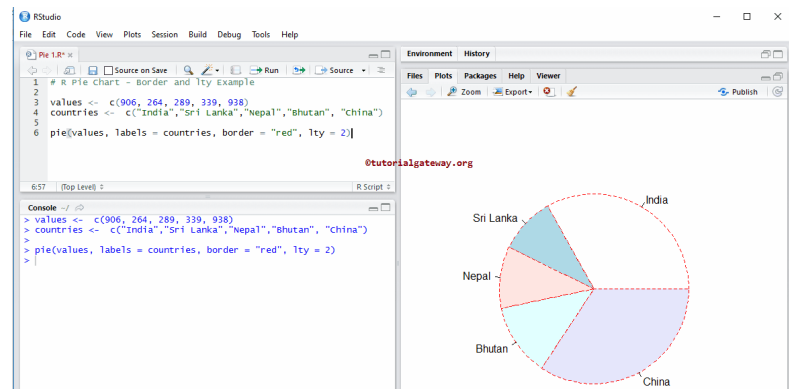 RStudio
File Edit Code View Plots Session Build Debug Tools Help
Pie 1.R*
Source on Save Run Source
1 # R Pie Chart - Border and lty Example
2
3 values <- c(906, 264, 289, 339, 938)
4 countries <- c("India","Sri Lanka","Nepal","Bhutan", "China")
5
6 pie(values, labels = countries, border = "red", lty = 2)
6:57 (Top Level) R Script
Console ~/
> values <- c(906, 264, 289, 339, 938)
> countries <- c("India","Sri Lanka","Nepal","Bhutan", "China")
>
> pie(values, labels = countries, border = "red", lty = 2)
>
Environment History
Files Plots Packages Help Viewer
Zoom Export Publish
©tutorialgateway.org
India
Sri Lanka
Nepal
Bhutan
China